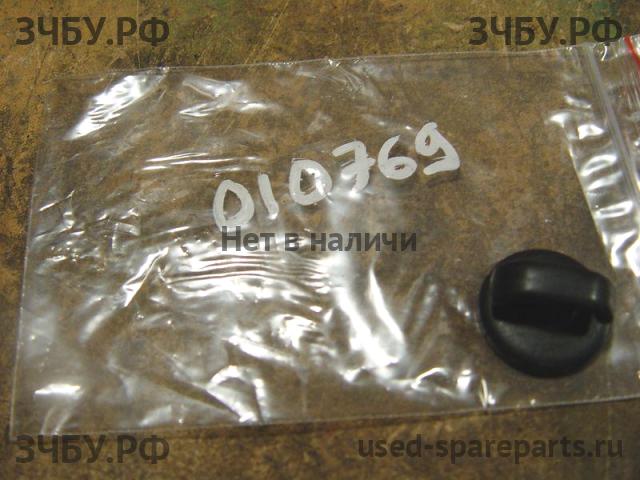 ЗЧБУ.РФ ЗЧБУ.РФ
010769
Нет в наличи
ЗЧБУ.РФ used-spareparts.ru